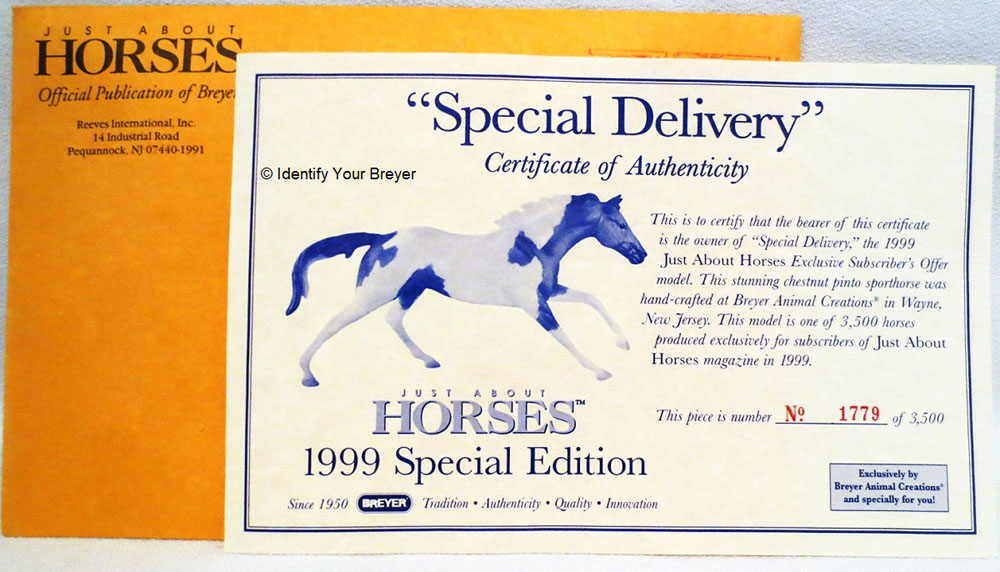 JUST ABOUT
HORSES
Official Publication of Breye
Reeves International, Inc.
14 Industrial Road
Pequannock, NJ 07440-1991
© Identify Your Breyer
“Special Delivery”
Certificate of Authenticity
This is to certify that the bearer of this certificate
is the owner of “Special Delivery,” the 1999
Just About Horses Exclusive Subscriber's Offer
model. This stunning chestnut pinto sporthorse was
hand-crafted at Breyer Animal Creations® in Wayne,
New Jersey. This model is one of 3,500 horses
produced exclusively for subscribers of Just About
Horses magazine in 1999.
JUST ABOUT
HORSES™
1999 Special Edition
This piece is number Nº 1779 of 3,500
Since 1950 BREYER Tradition • Authenticity • Quality • Innovation
Exclusively by
Breyer Animal Creations®
and specially for you!